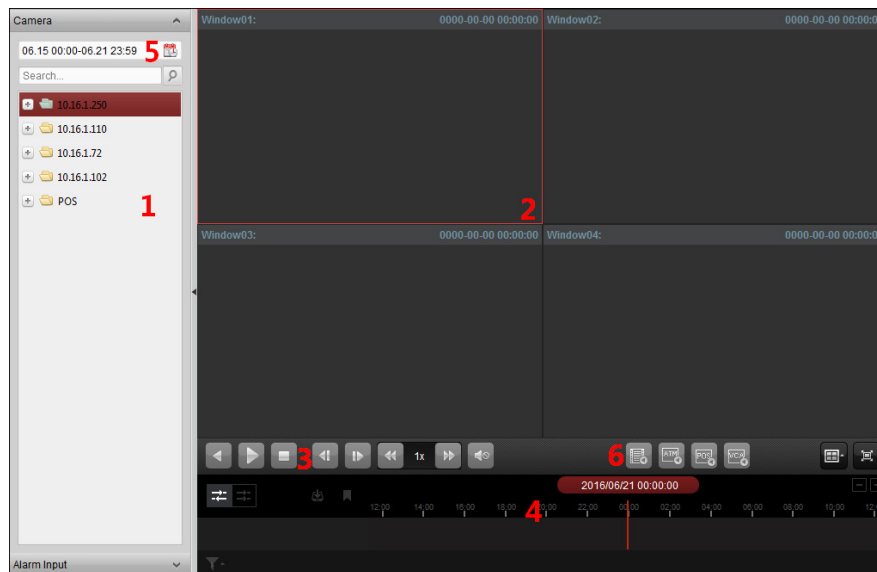 Camera
Window01: 0000-00-00 00:00:00 Window02: 0000-00-00 00:00:0
06.15 00:00-06.21 23:59 5
Search...
10.16.1.250
10.16.1.110
10.16.1.72
10.16.1.102
POS
1
2
Window03: 0000-00-00 00:00:00 Window04: 0000-00-00 00:00:0
3 1x 6 ATM POS VCA
2016/06/21 00:00:00
4
12:00 14:00 16:00 18:00 20:00 22:00 00:00 02:00 04:00 06:00 08:00 10:00 12:
Alarm Input